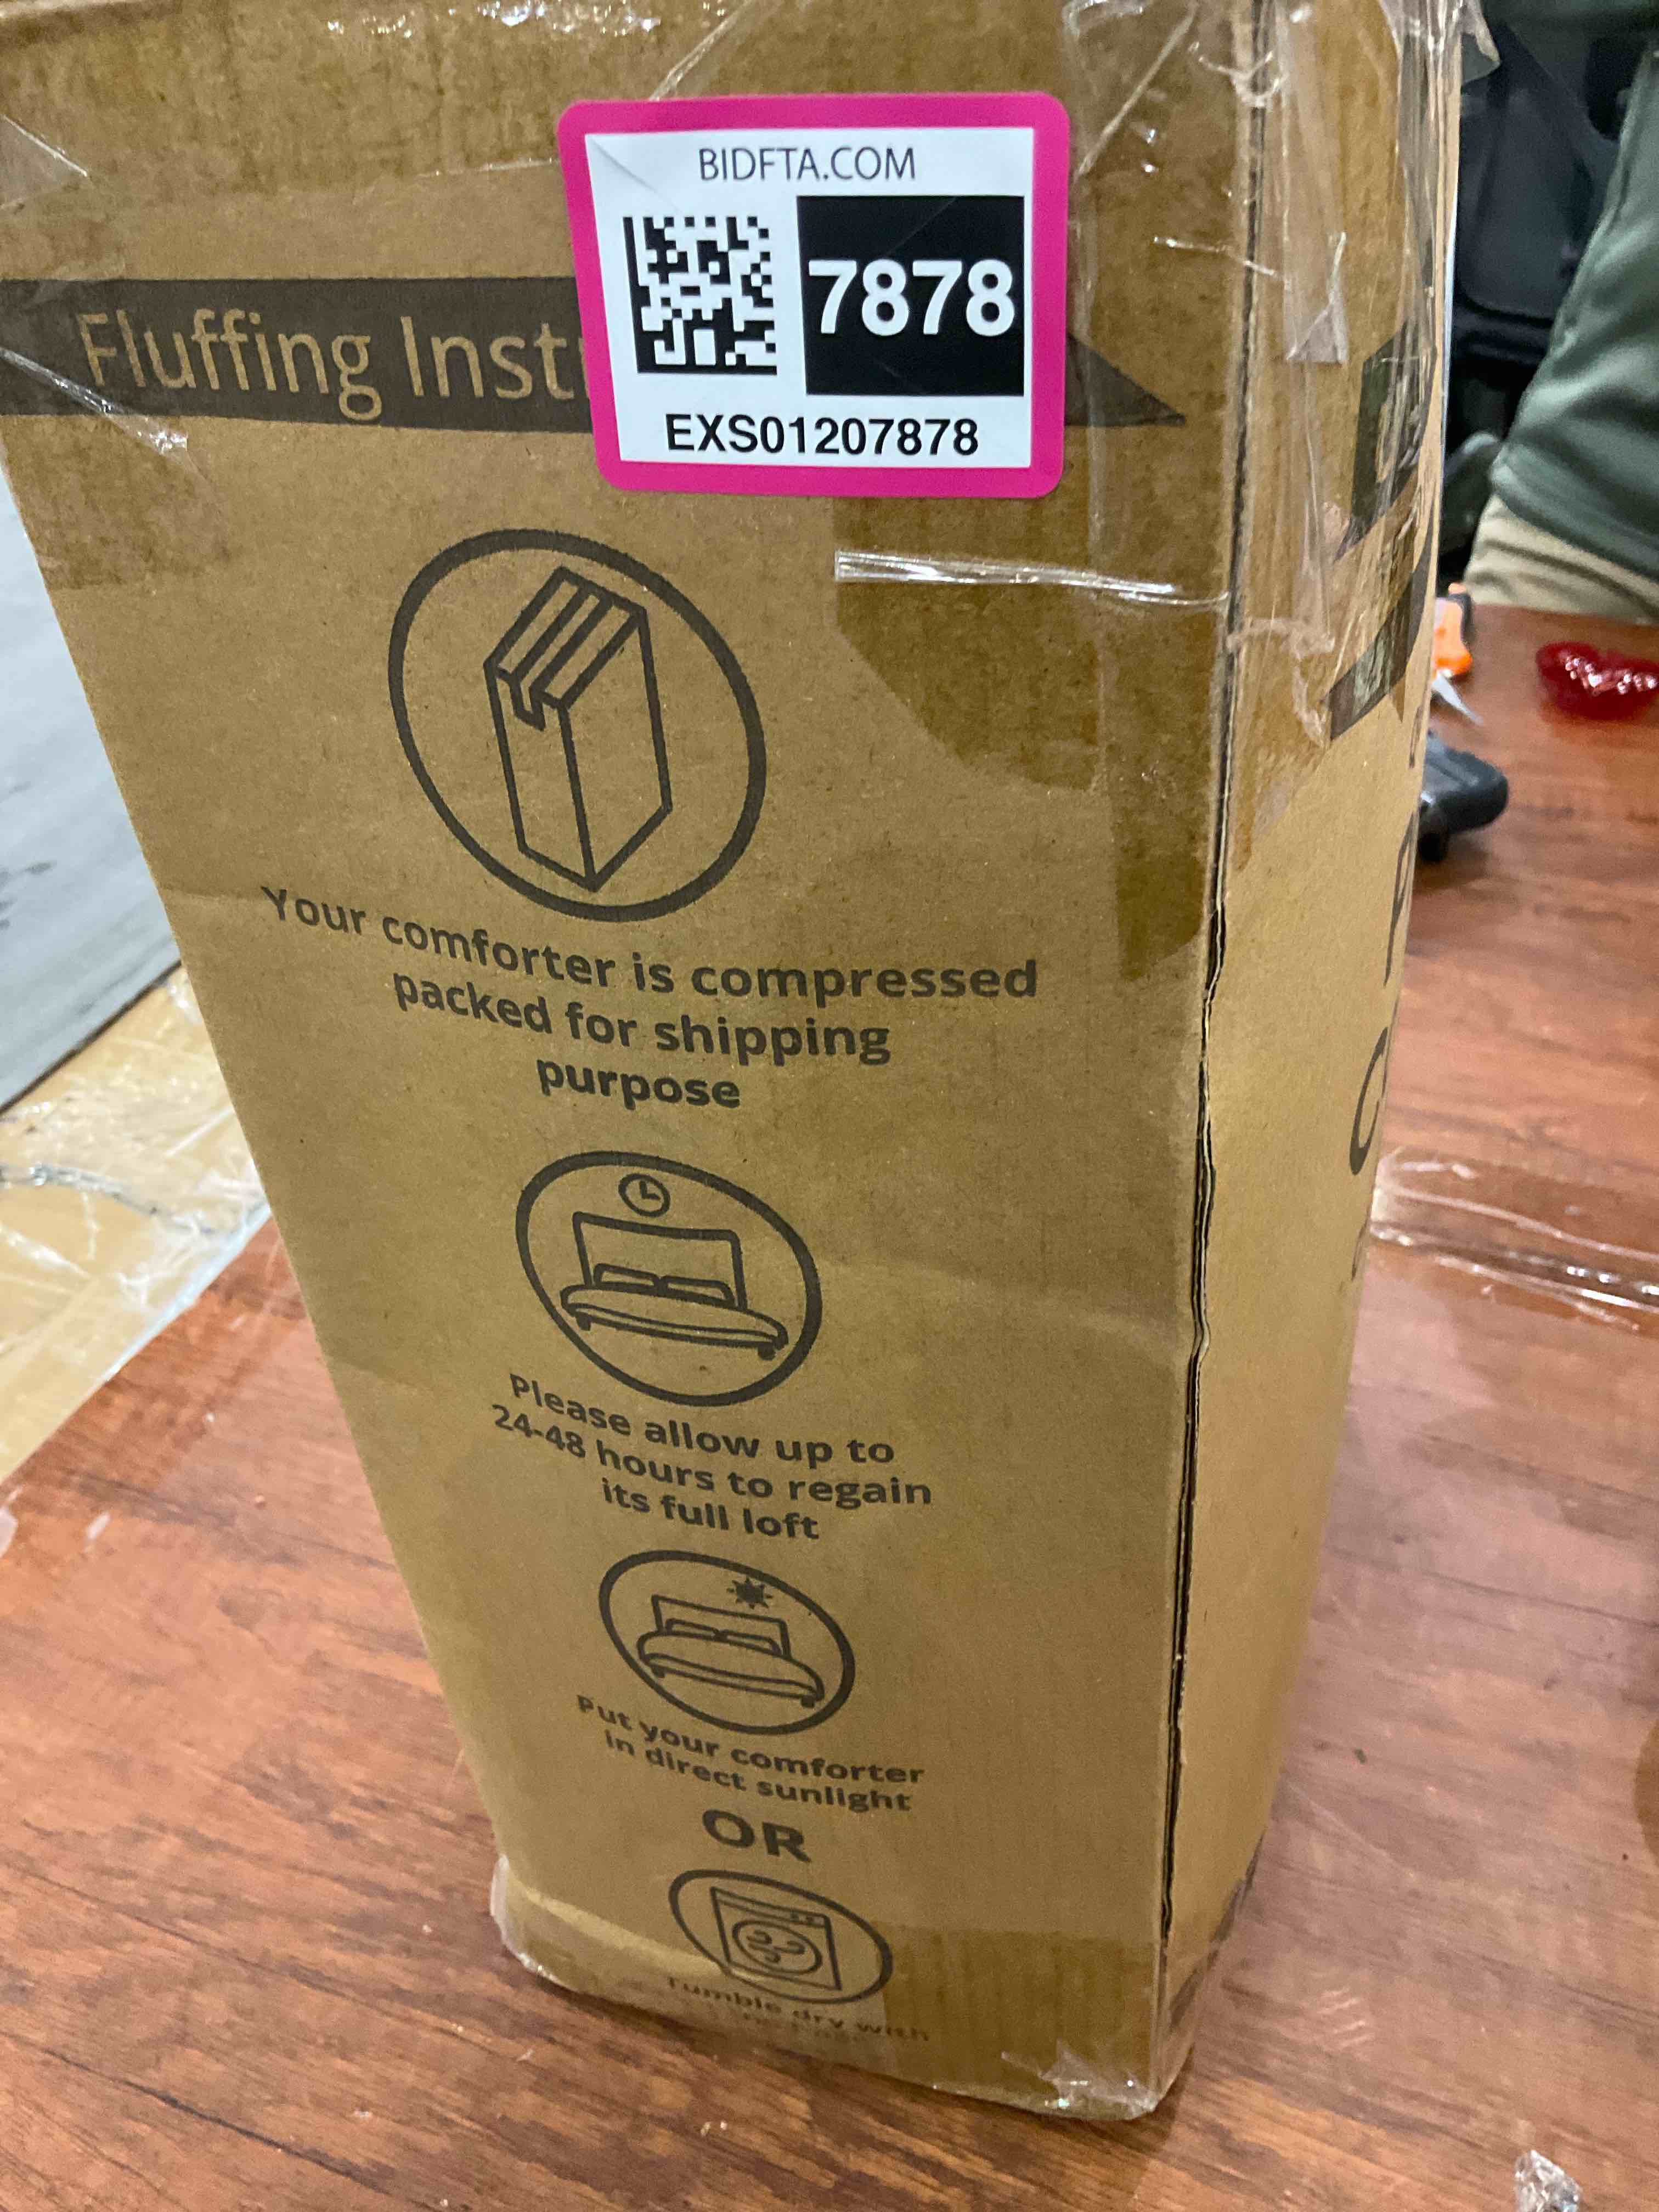 BIDFTA.COM
7878
EXS01207878
Fluffing Inst
Your comforter is compressed
packed for shipping
purpose
Please allow up to
24-48 hours to regain
its full loft
Put your comforter
in direct sunlight
OR
Tumble dry with